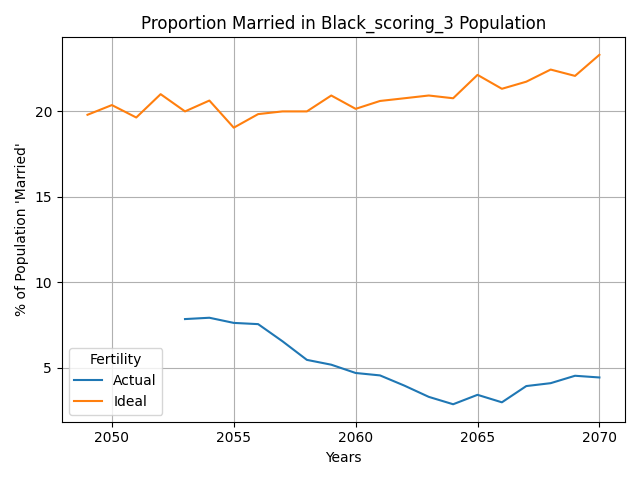 Proportion Married in Black_scoring_3 Population
% of Population 'Married'
20
15
10
5
Fertility
Actual
Ideal
2050 2055 2060 2065 2070
Years